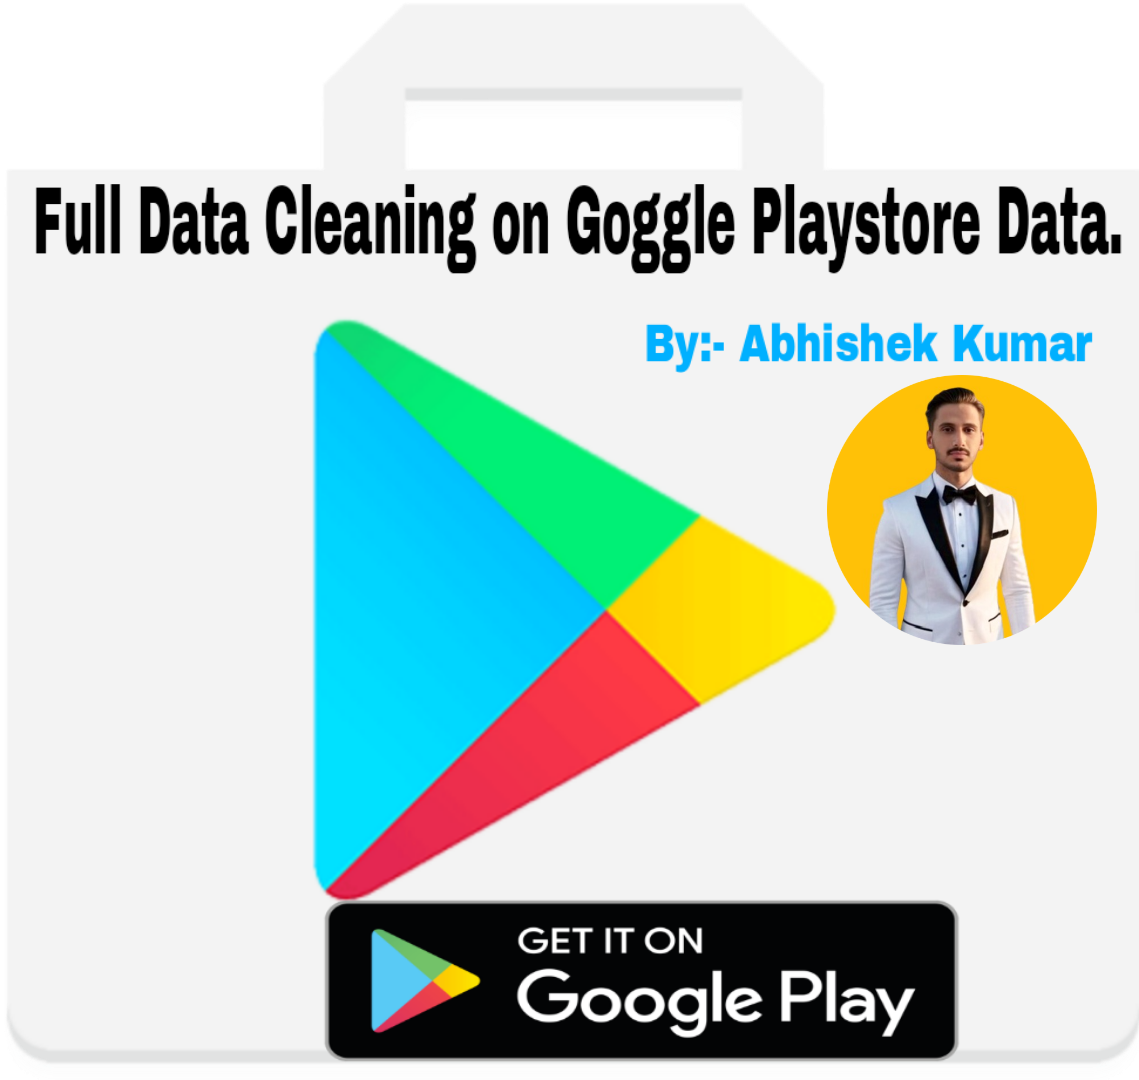 Full Data Cleaning on Goggle Playstore Data.
By:- Abhishek Kumar
GET IT ON
Google Play